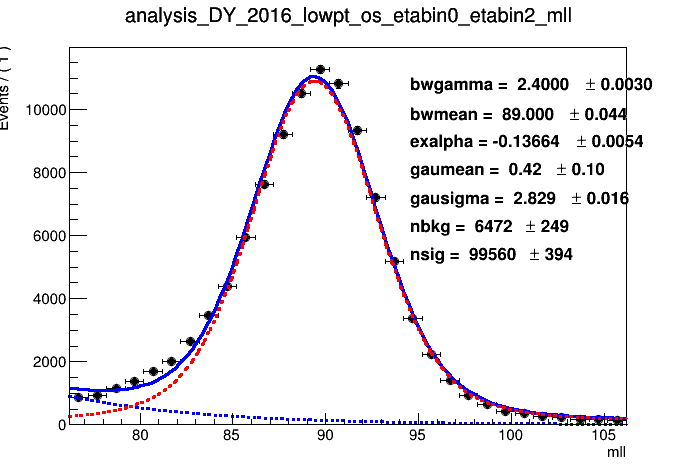 analysis_DY_2016_lowpt_os_etabin0_etabin2_mll
Events / ( 1 )
bwgamma = 2.4000 ± 0.0030
bwmean = 89.000 ± 0.044
exalpha = -0.13664 ± 0.0054
gaumean = 0.42 ± 0.10
gausigma = 2.829 ± 0.016
nbkg = 6472 ± 249
nsig = 99560 ± 394
10000
8000
6000
4000
2000
0
80 85 90 95 100 105
mll